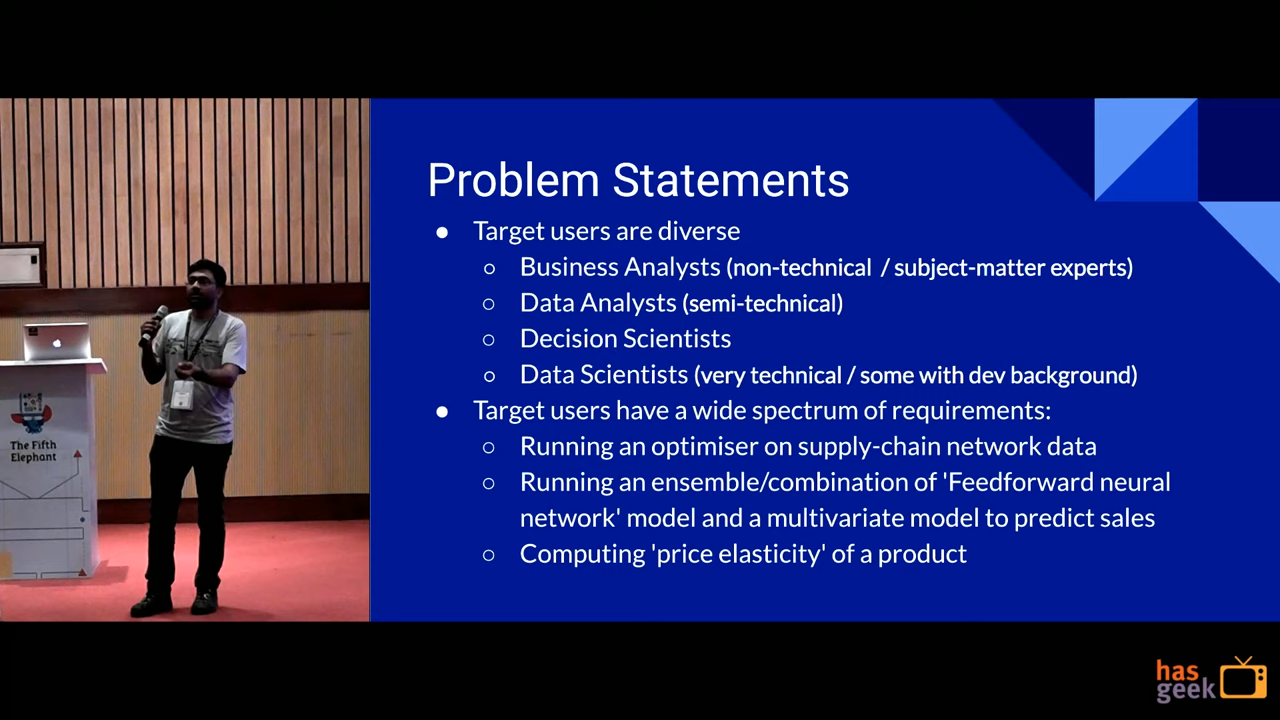 Problem Statements
● Target users are diverse
○ Business Analysts (non-technical / subject-matter experts)
○ Data Analysts (semi-technical)
○ Decision Scientists
○ Data Scientists (very technical / some with dev background)
● Target users have a wide spectrum of requirements:
○ Running an optimiser on supply-chain network data
○ Running an ensemble/combination of 'Feedforward neural
network' model and a multivariate model to predict sales
○ Computing 'price elasticity' of a product
The Fifth
Elephant
has
geek